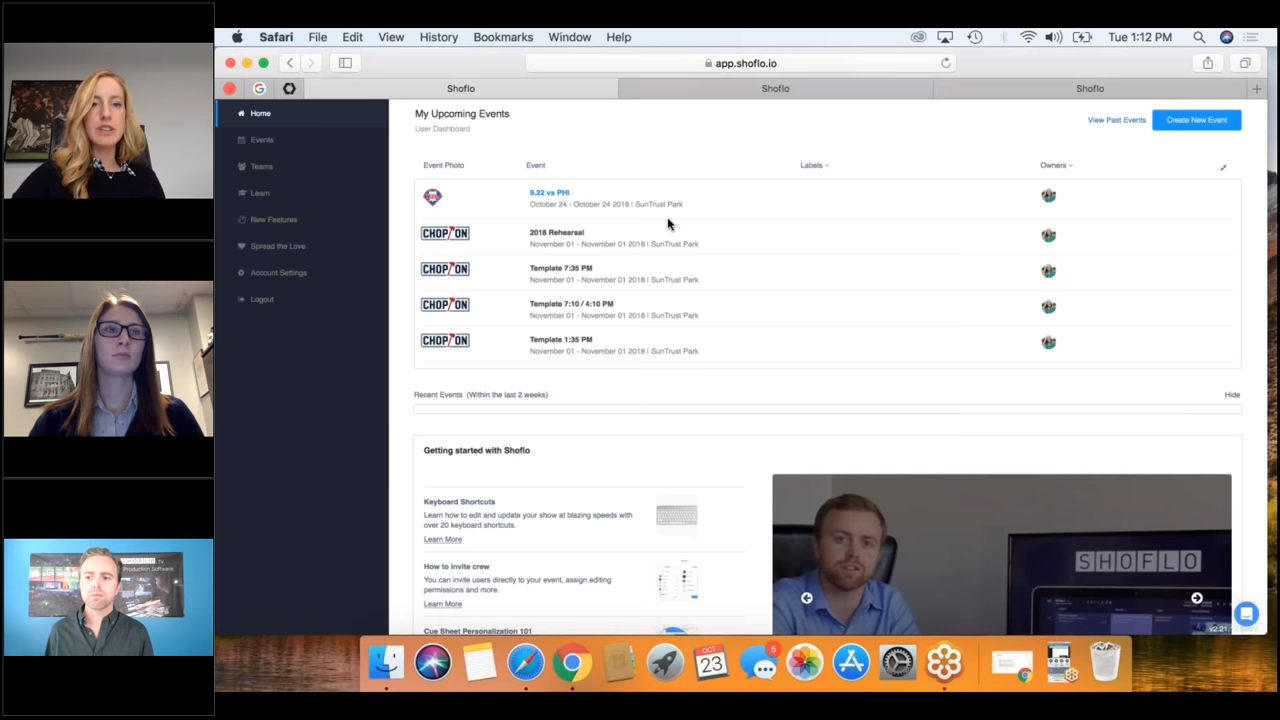 Safari File Edit View History Bookmarks Window Help Tue 1:12 PM
app.shoflo.io
Shoflo Shoflo Shoflo
Home
Events
Teams
Learn
New Features
Spread the Love
Account Settings
Logout
My Upcoming Events
User Dashboard
View Past Events Create New Event
Event Photo Event Labels Owners
9.22 vs PHI
October 24 - October 24 2018 | SunTrust Park
CHOP ON
2018 Rehearsal
November 01 - November 01 2018 | SunTrust Park
CHOP ON
Template 7:35 PM
November 01 - November 01 2018 | SunTrust Park
CHOP ON
Template 7:10 / 4:10 PM
November 01 - November 01 2018 | SunTrust Park
CHOP ON
Template 1:35 PM
November 01 - November 01 2018 | SunTrust Park
Recent Events (Within the last 2 weeks) Hide
Getting started with Shoflo
Keyboard Shortcuts
Learn how to edit and update your show at blazing speeds with
over 20 keyboard shortcuts.
Learn More
How to invite crew
You can invite users directly to your event, assign editing
permissions and more.
Learn More
Cue Sheet Personalization 101
SHOFLO
OCT
23
5
SHOFLO TV
Production Software